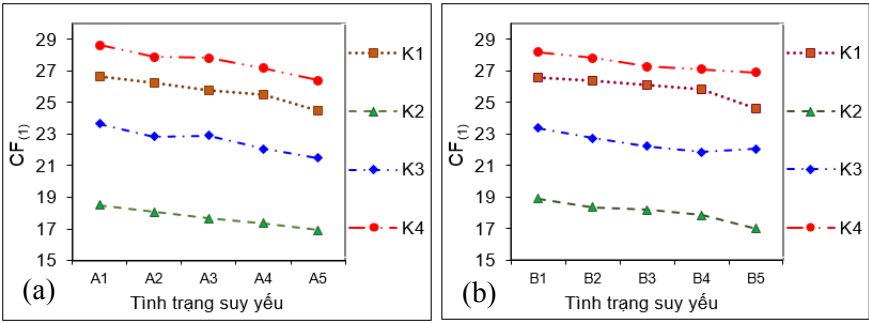 29
27
25
23
21
19
17
15
CF(1)
A1 A2 A3 A4 A5
Tình trạng suy yếu
(a)
K1
K2
K3
K4
29
27
25
23
21
19
17
15
CF(1)
B1 B2 B3 B4 B5
Tình trạng suy yếu
(b)
K1
K2
K3
K4